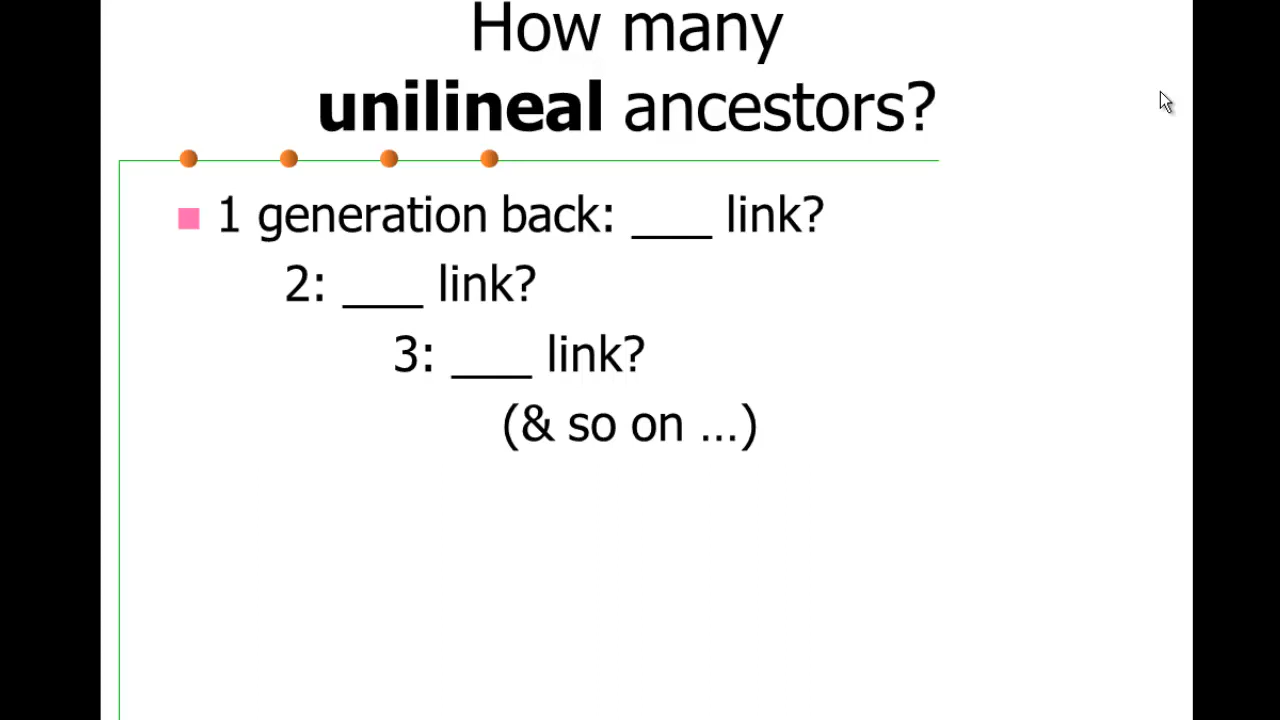 How many
unilineal ancestors?
1 generation back: ___ link?
2: ___ link?
3: ___ link?
(& so on …)